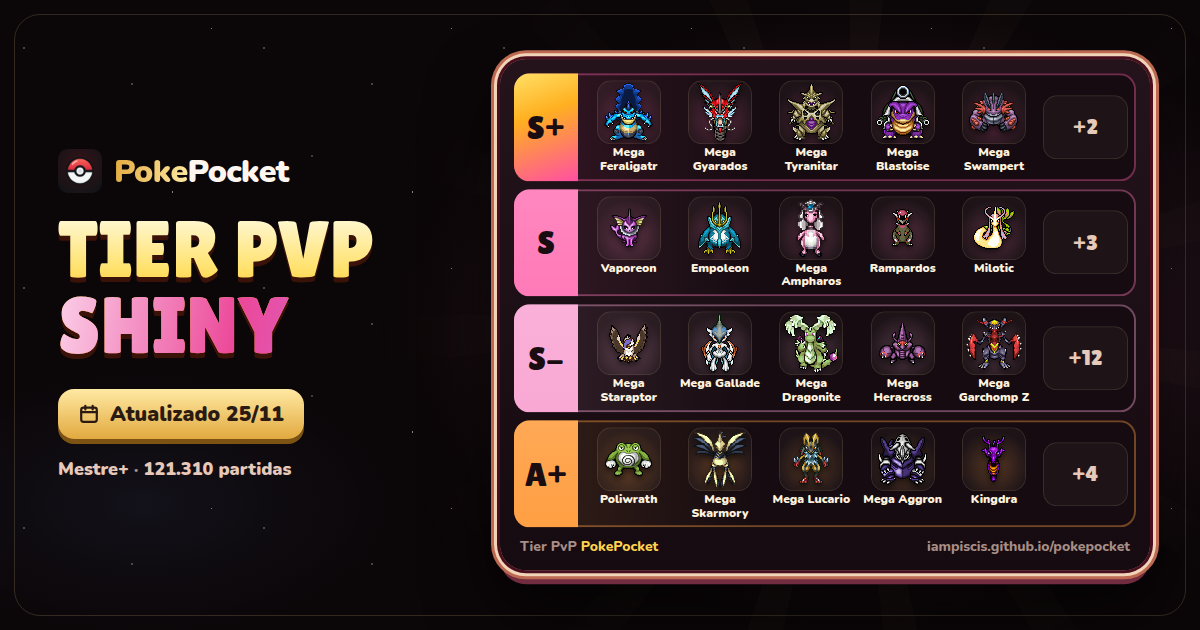 PokePocket
TIER PVP
SHINY
Atualizado 25/11
Mestre+ · 121.310 partidas
S+
Mega Feraligatr
Mega Gyarados
Mega Tyranitar
Mega Blastoise
Mega Swampert
+2
S
Vaporeon
Empoleon
Mega Ampharos
Rampardos
Milotic
+3
S−
Mega Staraptor
Mega Gallade
Mega Dragonite
Mega Heracross
Mega Garchomp Z
+12
A+
Poliwrath
Mega Skarmory
Mega Lucario
Mega Aggron
Kingdra
+4
Tier PvP PokePocket
iampiscis.github.io/pokepocket